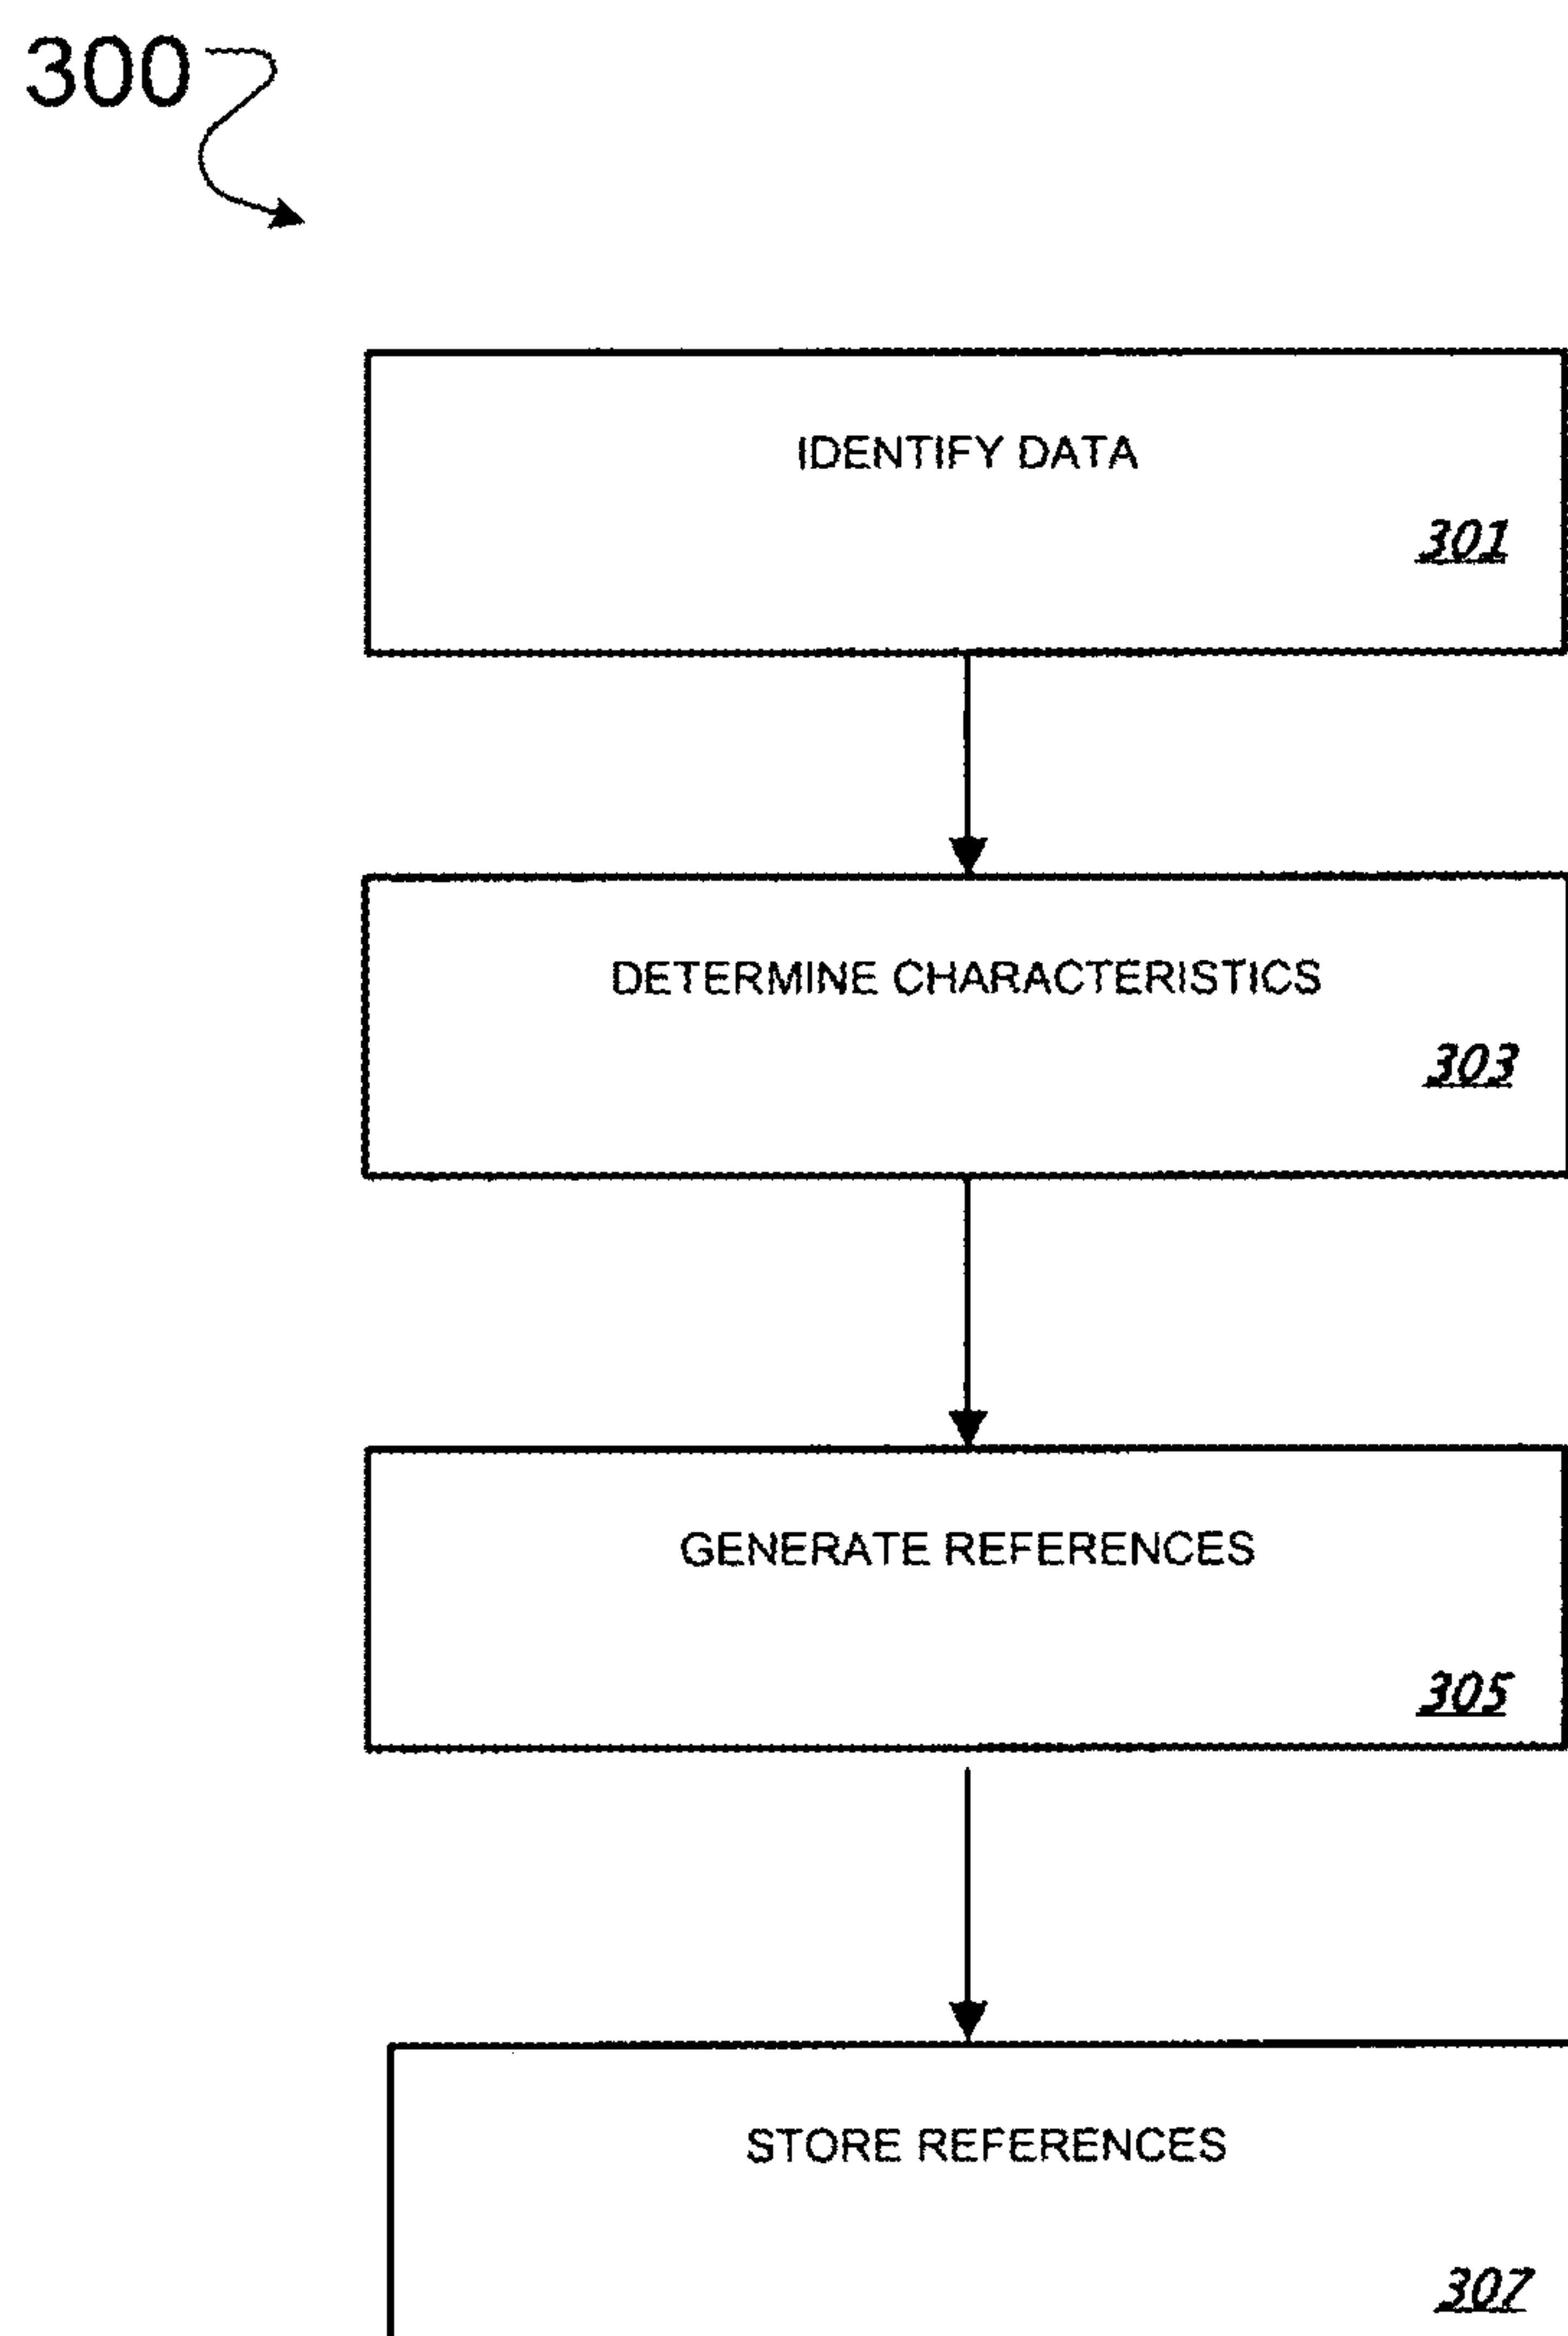 300
IDENTIFY DATA
301
DETERMINE CHARACTERISTICS
303
GENERATE REFERENCES
305
STORE REFERENCES
307